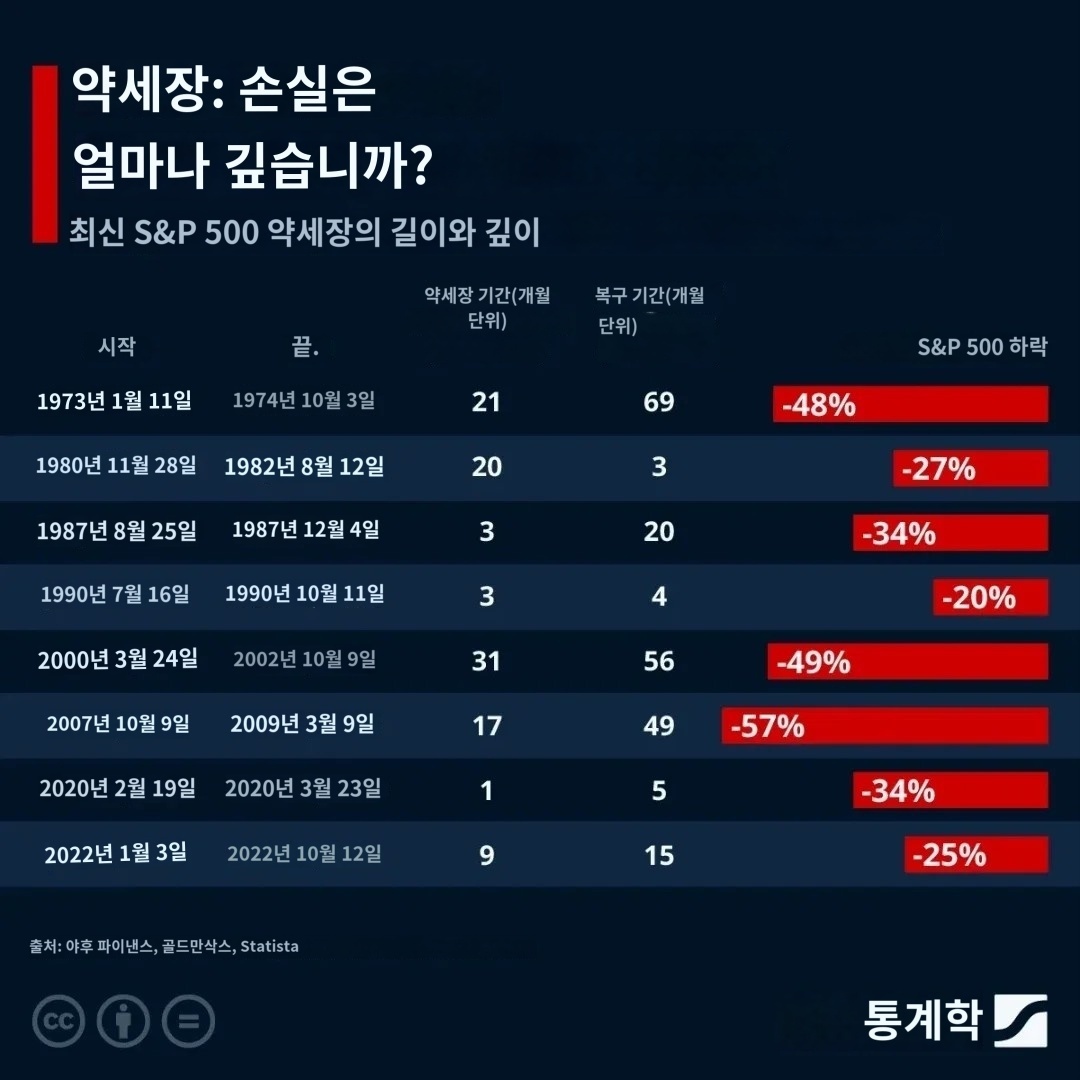 약세장: 손실은
얼마나 깊습니까?
최신 S&P 500 약세장의 길이와 깊이
시작 끝. 약세장 기간(개월 단위) 복구 기간(개월 단위) S&P 500 하락
1973년 1월 11일 1974년 10월 3일 21 69 -48%
1980년 11월 28일 1982년 8월 12일 20 3 -27%
1987년 8월 25일 1987년 12월 4일 3 20 -34%
1990년 7월 16일 1990년 10월 11일 3 4 -20%
2000년 3월 24일 2002년 10월 9일 31 56 -49%
2007년 10월 9일 2009년 3월 9일 17 49 -57%
2020년 2월 19일 2020년 3월 23일 1 5 -34%
2022년 1월 3일 2022년 10월 12일 9 15 -25%
출처: 야후 파이낸스, 골드만삭스, Statista
cc
통계학